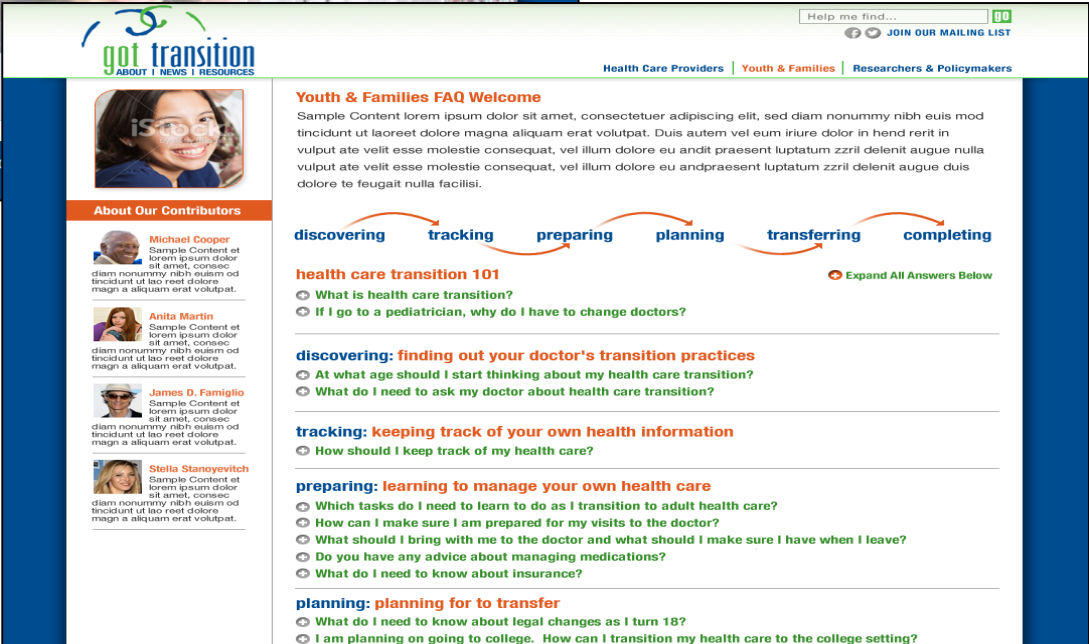 got transition
ABOUT | NEWS | RESOURCES
Help me find...
go
JOIN OUR MAILING LIST
Health Care Providers | Youth & Families | Researchers & Policymakers
iStock
About Our Contributors
Michael Cooper
Sample Content et
lorem ipsum dolor
sit amet, consec
diam nonummy nibh euism od
tincidunt ut lao reet dolore
magn a aliquam erat volutpat.
Anita Martin
Sample Content et
lorem ipsum dolor
sit amet, consec
diam nonummy nibh euism od
tincidunt ut lao reet dolore
magn a aliquam erat volutpat.
James D. Famiglio
Sample Content et
lorem ipsum dolor
sit amet, consec
diam nonummy nibh euism od
tincidunt ut lao reet dolore
magn a aliquam erat volutpat.
Stella Stanoyevitch
Sample Content et
lorem ipsum dolor
sit amet, consec
diam nonummy nibh euism od
tincidunt ut lao reet dolore
magn a aliquam erat volutpat.
Youth & Families FAQ Welcome
Sample Content lorem ipsum dolor sit amet, consectetuer adipiscing elit, sed diam nonummy nibh euis mod
tincidunt ut laoreet dolore magna aliquam erat volutpat. Duis autem vel eum iriure dolor in hend rerit in
vulput ate velit esse molestie consequat, vel illum dolore eu andit praesent luptatum zzril delenit augue nulla
vulput ate velit esse molestie consequat, vel illum dolore eu andpraesent luptatum zzril delenit augue duis
dolore te feugait nulla facilisi.
discovering tracking preparing planning transferring completing
health care transition 101
Expand All Answers Below
What is health care transition?
If I go to a pediatrician, why do I have to change doctors?
discovering: finding out your doctor's transition practices
At what age should I start thinking about my health care transition?
What do I need to ask my doctor about health care transition?
tracking: keeping track of your own health information
How should I keep track of my health care?
preparing: learning to manage your own health care
Which tasks do I need to learn to do as I transition to adult health care?
How can I make sure I am prepared for my visits to the doctor?
What should I bring with me to the doctor and what should I make sure I have when I leave?
Do you have any advice about managing medications?
What do I need to know about insurance?
planning: planning for to transfer
What do I need to know about legal changes as I turn 18?
I am planning on going to college. How can I transition my health care to the college setting?